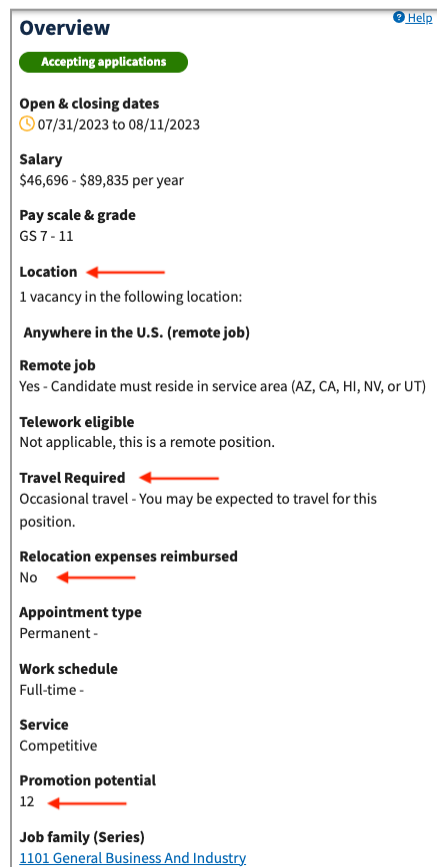 Help
Overview
Accepting applications
Open & closing dates
07/31/2023 to 08/11/2023
Salary
$46,696 - $89,835 per year
Pay scale & grade
GS 7 - 11
Location
1 vacancy in the following location:
Anywhere in the U.S. (remote job)
Remote job
Yes - Candidate must reside in service area (AZ, CA, HI, NV, or UT)
Telework eligible
Not applicable, this is a remote position.
Travel Required
Occasional travel - You may be expected to travel for this
position.
Relocation expenses reimbursed
No
Appointment type
Permanent -
Work schedule
Full-time -
Service
Competitive
Promotion potential
12
Job family (Series)
1101 General Business And Industry